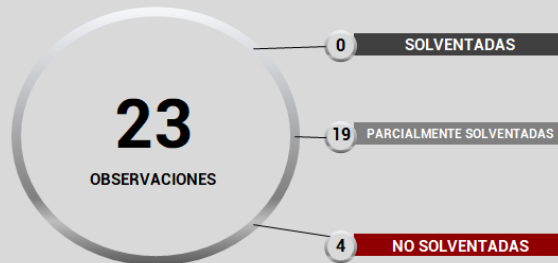 23
OBSERVACIONES
0
SOLVENTADAS
19
PARCIALMENTE SOLVENTADAS
4
NO SOLVENTADAS